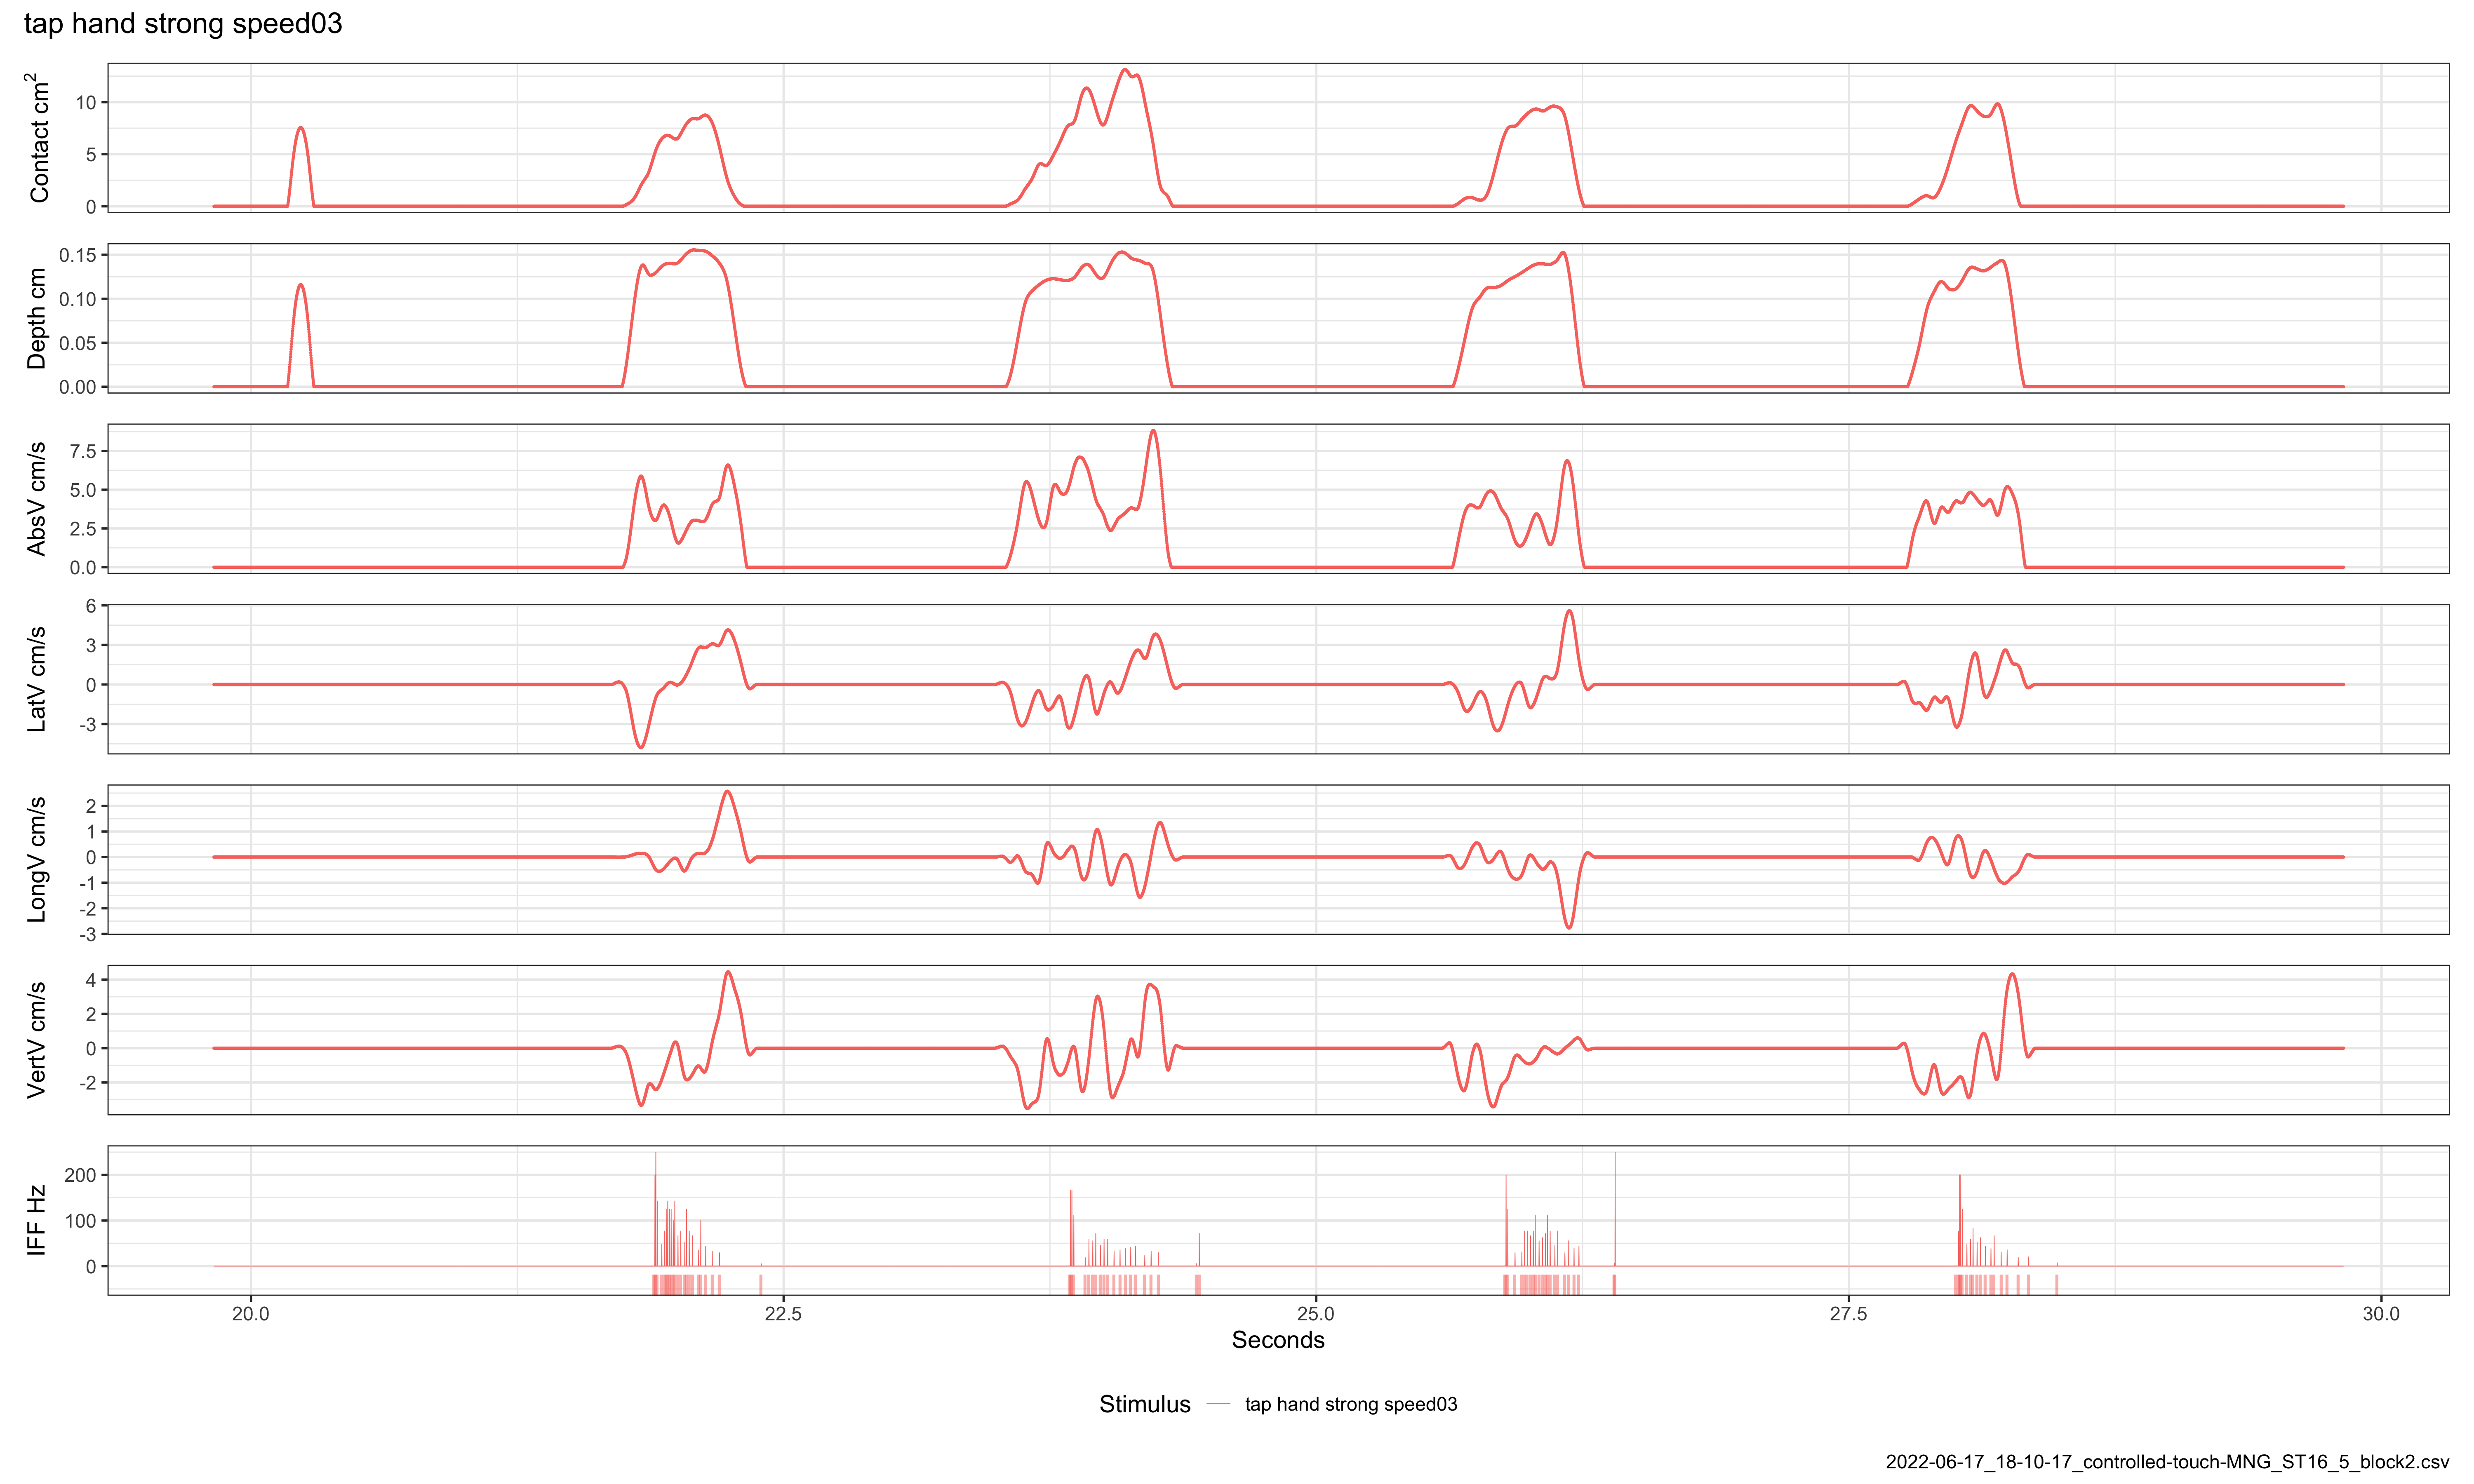 tap hand strong speed03
Contact cm²
10
5
0
Depth cm
0.15
0.10
0.05
0.00
AbsV cm/s
7.5
5.0
2.5
0.0
LatV cm/s
6
3
0
-3
LongV cm/s
2
1
0
-1
-2
-3
VertV cm/s
4
2
0
-2
IFF Hz
200
100
0
20.0 22.5 25.0 27.5 30.0
Seconds
Stimulus tap hand strong speed03
2022-06-17_18-10-17_controlled-touch-MNG_ST16_5_block2.csv